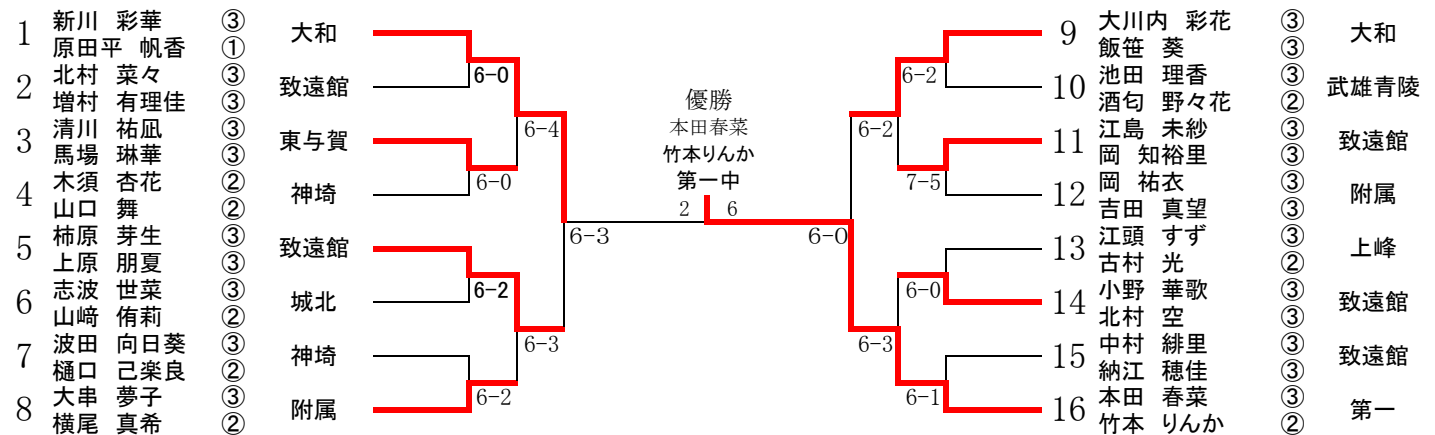 1 新川 彩華 ③ 大和
原田平 帆香 ①
2 北村 菜々 ③ 致遠館
増村 有理佳 ③
3 清川 祐凪 ③ 東与賀
馬場 琳華 ③
4 木須 杏花 ② 神埼
山口 舞 ②
5 柿原 芽生 ③ 致遠館
上原 朋夏 ③
6 志波 世菜 ③ 城北
山﨑 侑莉 ②
7 波田 向日葵 ③ 神埼
樋口 己楽良 ②
8 大串 夢子 ③ 附属
横尾 真希 ②
6-0
6-0
6-2
6-2
6-4
6-3
6-3
優勝
本田春菜
竹本りんか
第一中
2 6
6-0
6-2
6-3
6-2
7-5
6-0
6-1
9 大川内 彩花 ③ 大和
飯笹 葵 ③
10 池田 理香 ③ 武雄青陵
酒匂 野々花 ②
11 江島 未紗 ③ 致遠館
岡 知裕里 ③
12 岡 祐衣 ③ 附属
吉田 真望 ③
13 江頭 すず ③ 上峰
古村 光 ②
14 小野 華歌 ③ 致遠館
北村 空 ③
15 中村 緋里 ③ 致遠館
納江 穂佳 ③
16 本田 春菜 ③ 第一
竹本 りんか ②